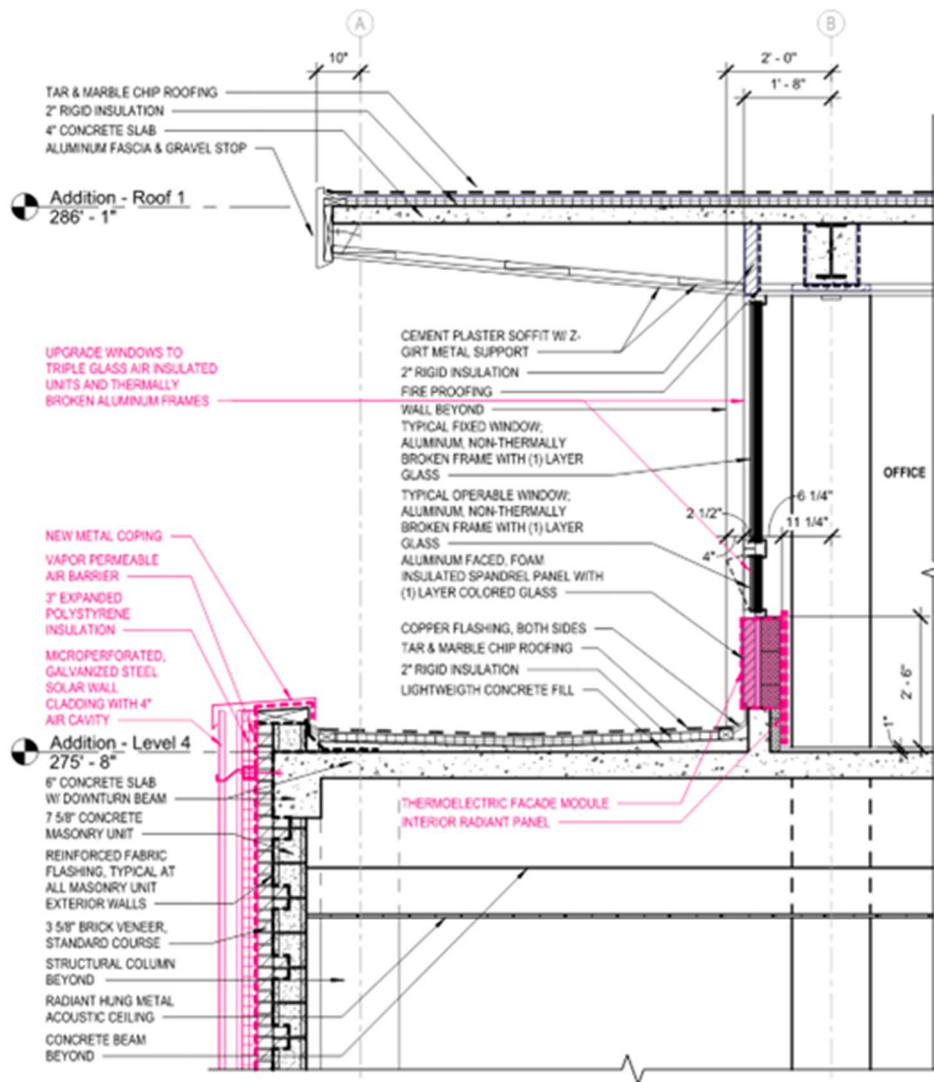 A
B
10"
2' - 0"
1' - 8"
TAR & MARBLE CHIP ROOFING
2" RIGID INSULATION
4" CONCRETE SLAB
ALUMINUM FASCIA & GRAVEL STOP
Addition - Roof 1
286' - 1"
UPGRADE WINDOWS TO
TRIPLE GLASS AIR INSULATED
UNITS AND THERMALLY
BROKEN ALUMINUM FRAMES
CEMENT PLASTER SOFFIT W/ Z-
GIRT METAL SUPPORT
2" RIGID INSULATION
FIRE PROOFING
WALL BEYOND
TYPICAL FIXED WINDOW;
ALUMINUM, NON-THERMALLY
BROKEN FRAME WITH (1) LAYER
GLASS
TYPICAL OPERABLE WINDOW;
ALUMINUM, NON-THERMALLY
BROKEN FRAME WITH (1) LAYER
GLASS
ALUMINUM FACED, FOAM
INSULATED SPANDREL PANEL WITH
(1) LAYER COLORED GLASS
OFFICE
6 1/4"
2 1/2"
11 1/4"
4"
COPPER FLASHING, BOTH SIDES
TAR & MARBLE CHIP ROOFING
2" RIGID INSULATION
LIGHTWEIGTH CONCRETE FILL
2' - 6"
1"
NEW METAL COPING
VAPOR PERMEABLE
AIR BARRIER
3" EXPANDED
POLYSTYRENE
INSULATION
MICROPERFORATED,
GALVANIZED STEEL
SOLAR WALL
CLADDING WITH 4"
AIR CAVITY
Addition - Level 4
275' - 8"
6" CONCRETE SLAB
W/ DOWNTURN BEAM
7 5/8" CONCRETE
MASONRY UNIT
REINFORCED FABRIC
FLASHING, TYPICAL AT
ALL MASONRY UNIT
EXTERIOR WALLS
3 5/8" BRICK VENEER,
STANDARD COURSE
STRUCTURAL COLUMN
BEYOND
RADIANT HUNG METAL
ACOUSTIC CEILING
CONCRETE BEAM
BEYOND
THERMOELECTRIC FACADE MODULE
INTERIOR RADIANT PANEL